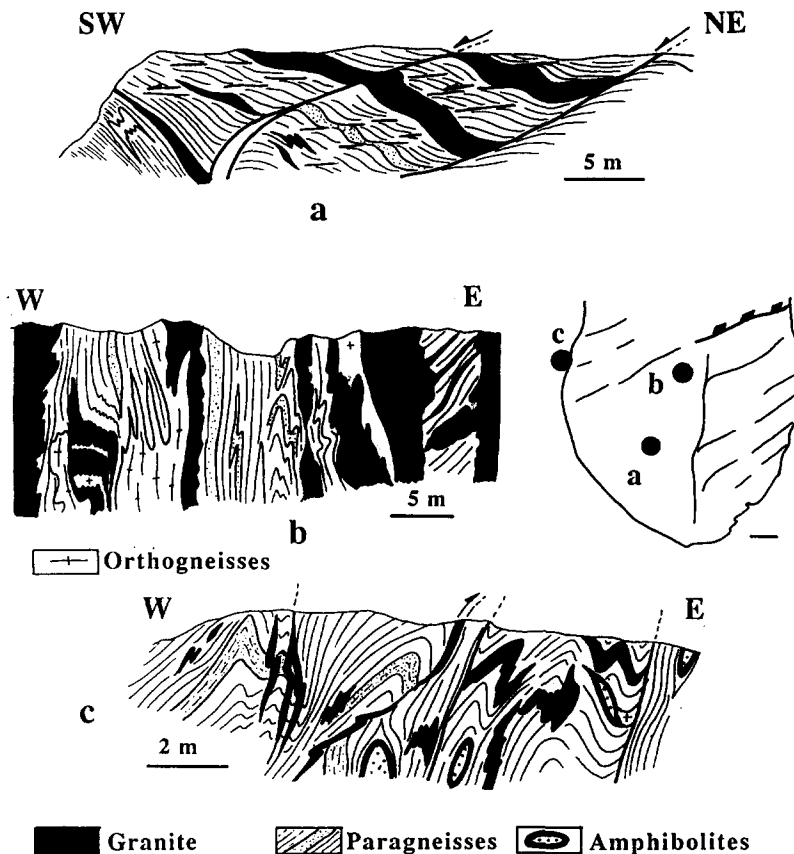 SW NE
5 m
a
W E
c
b
a
5 m
b
Orthogneisses
W E
c
2 m
Granite Paragneisses Amphibolites